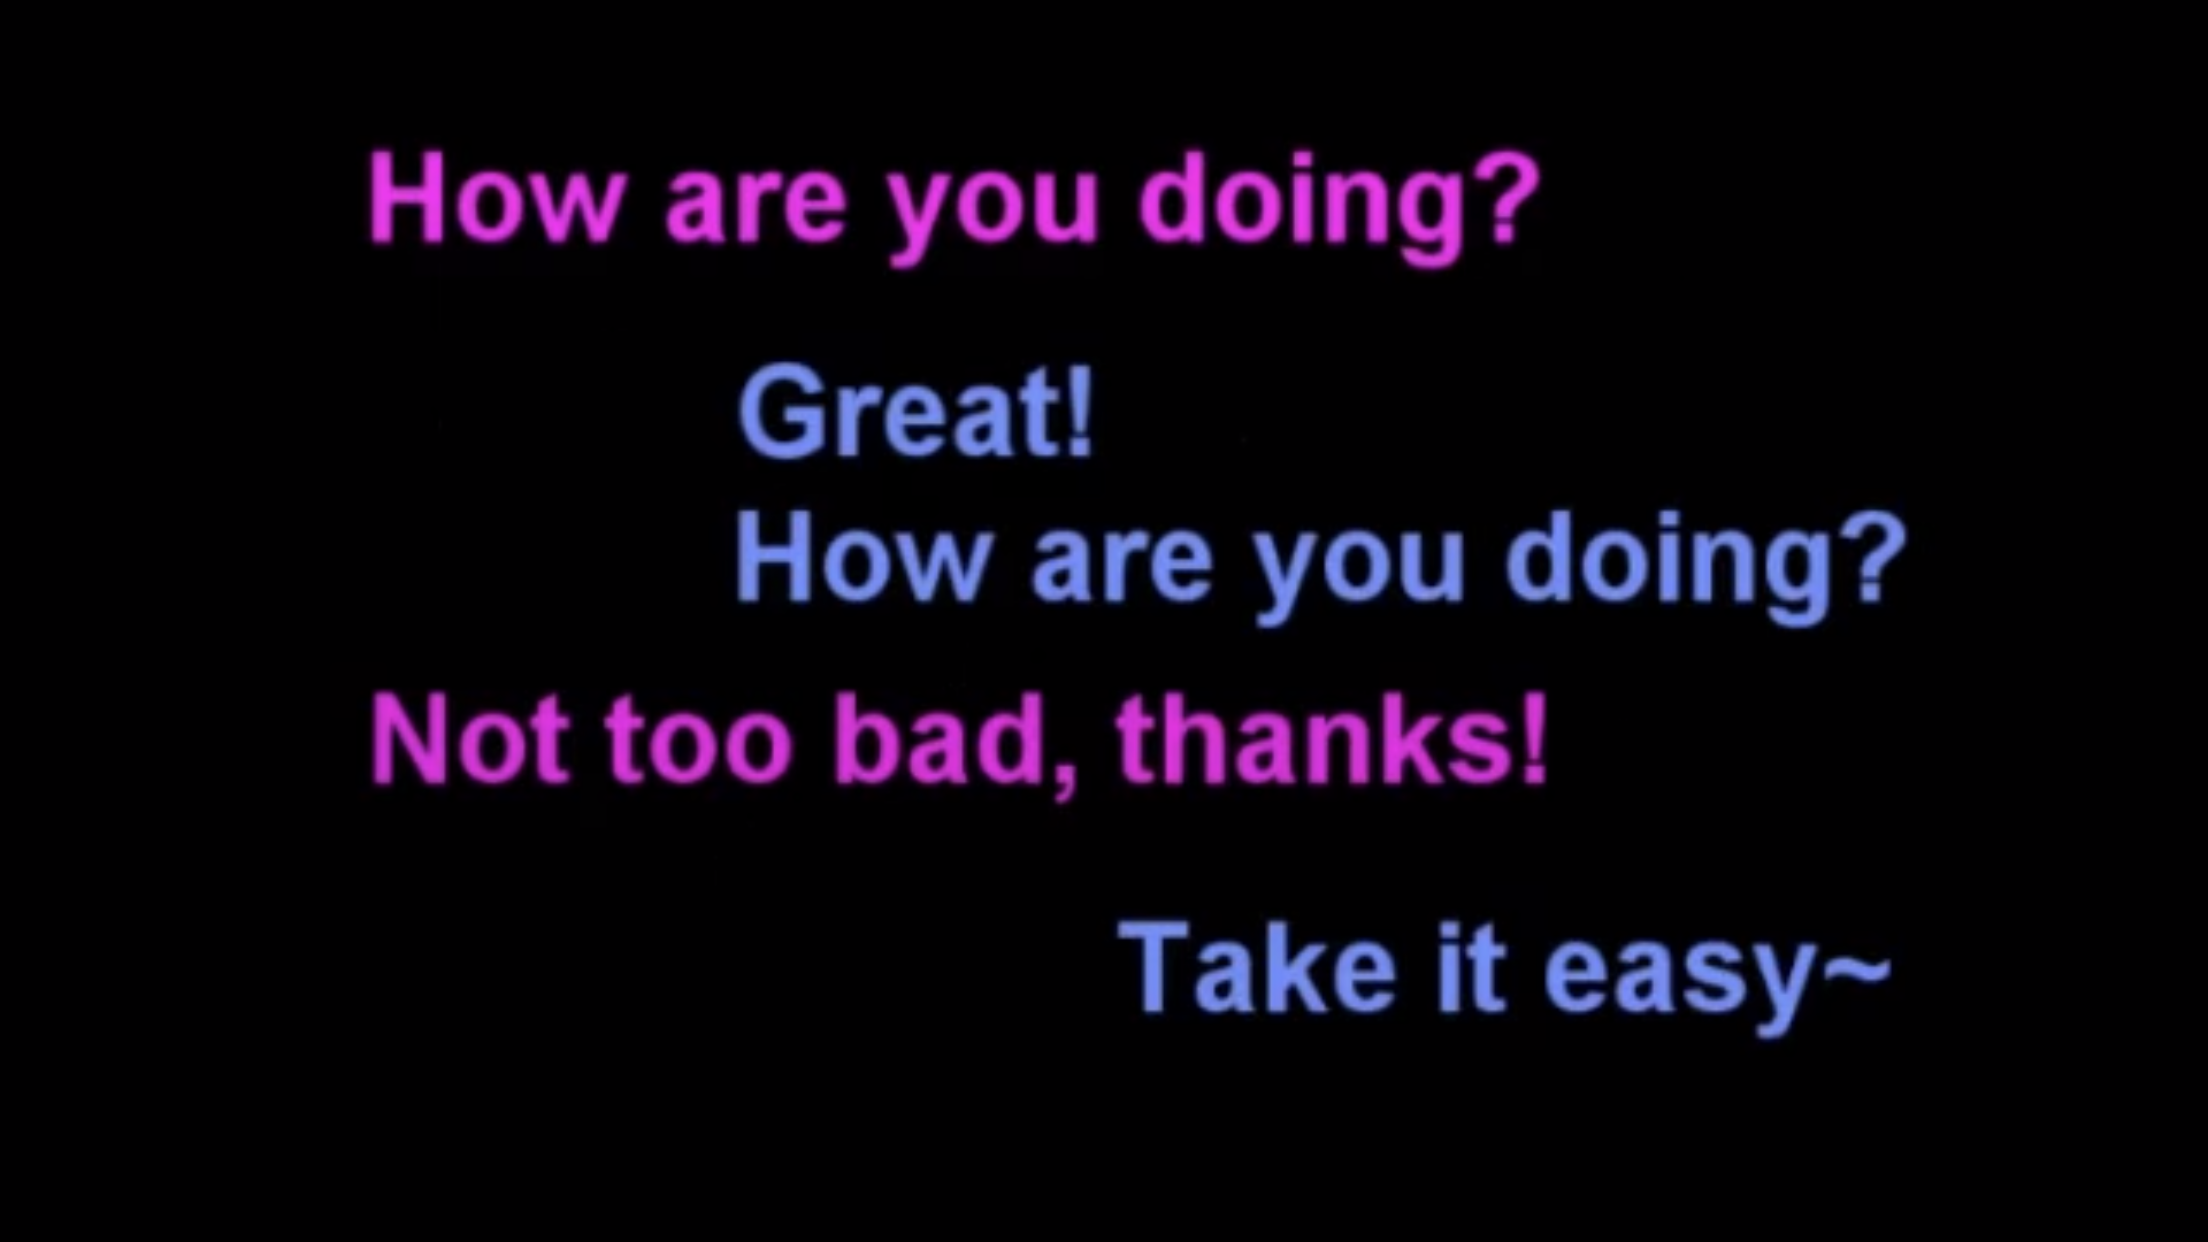 How are you doing?
Great!
How are you doing?
Not too bad, thanks!
Take it easy~